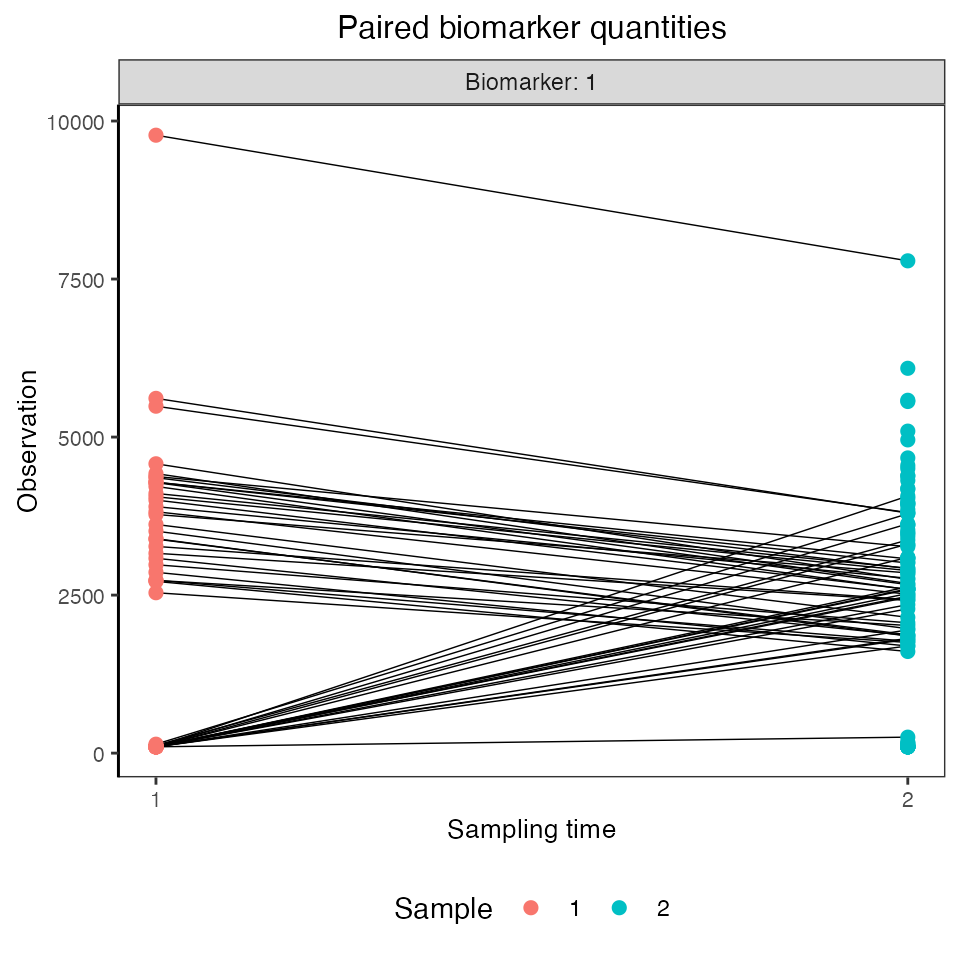 Paired biomarker quantities
Biomarker: 1
10000
7500
5000
2500
0
Observation
1 2
Sampling time
Sample 1 2